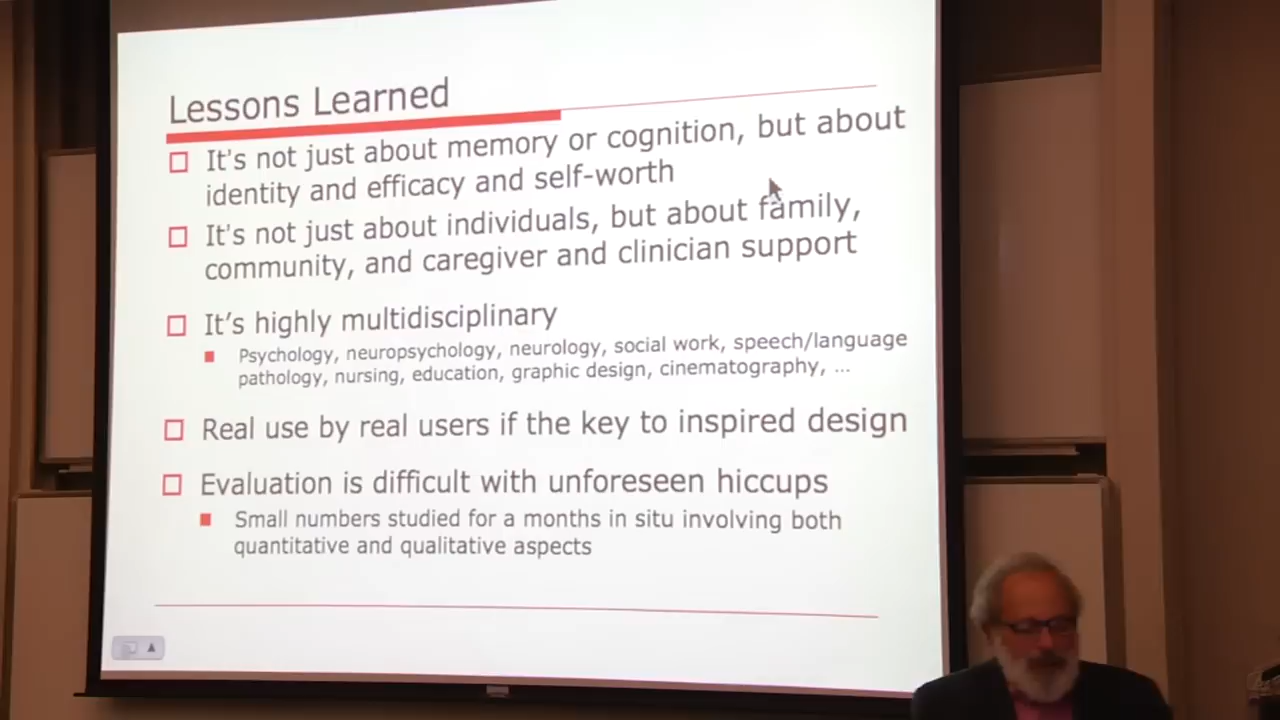 Lessons Learned
It's not just about memory or cognition, but about
identity and efficacy and self-worth
It's not just about individuals, but about family,
community, and caregiver and clinician support
It’s highly multidisciplinary
Psychology, neuropsychology, neurology, social work, speech/language
pathology, nursing, education, graphic design, cinematography, ...
Real use by real users if the key to inspired design
Evaluation is difficult with unforeseen hiccups
Small numbers studied for a months in situ involving both
quantitative and qualitative aspects